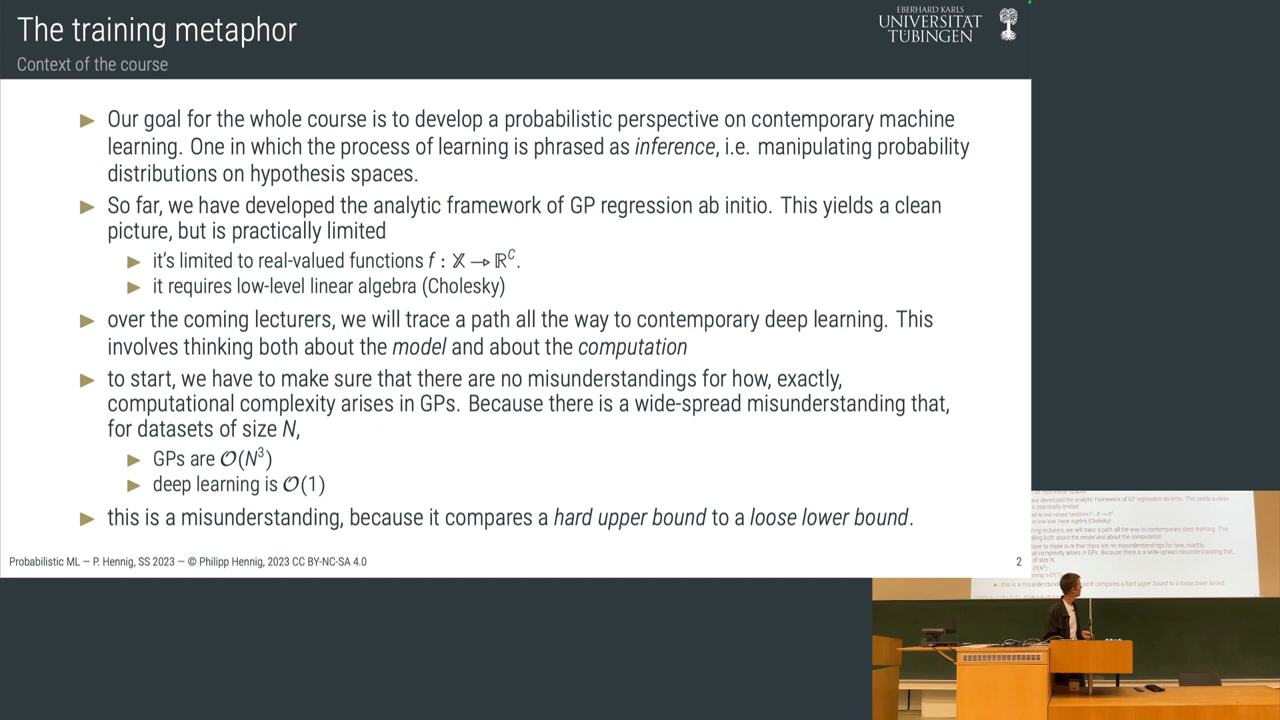 The training metaphor
Context of the course
EBERHARD KARLS
UNIVERSITÄT
TÜBINGEN
Our goal for the whole course is to develop a probabilistic perspective on contemporary machine
learning. One in which the process of learning is phrased as inference, i.e. manipulating probability
distributions on hypothesis spaces.
So far, we have developed the analytic framework of GP regression ab initio. This yields a clean
picture, but is practically limited
it's limited to real-valued functions f : 𝕏 → ℝ^C.
it requires low-level linear algebra (Cholesky)
over the coming lecturers, we will trace a path all the way to contemporary deep learning. This
involves thinking both about the model and about the computation
to start, we have to make sure that there are no misunderstandings for how, exactly,
computational complexity arises in GPs. Because there is a wide-spread misunderstanding that,
for datasets of size N,
GPs are 𝒪(N³)
deep learning is 𝒪(1)
this is a misunderstanding, because it compares a hard upper bound to a loose lower bound.
Probabilistic ML — P. Hennig, SS 2023 — © Philipp Hennig, 2023 CC BY-NC-SA 4.0
2